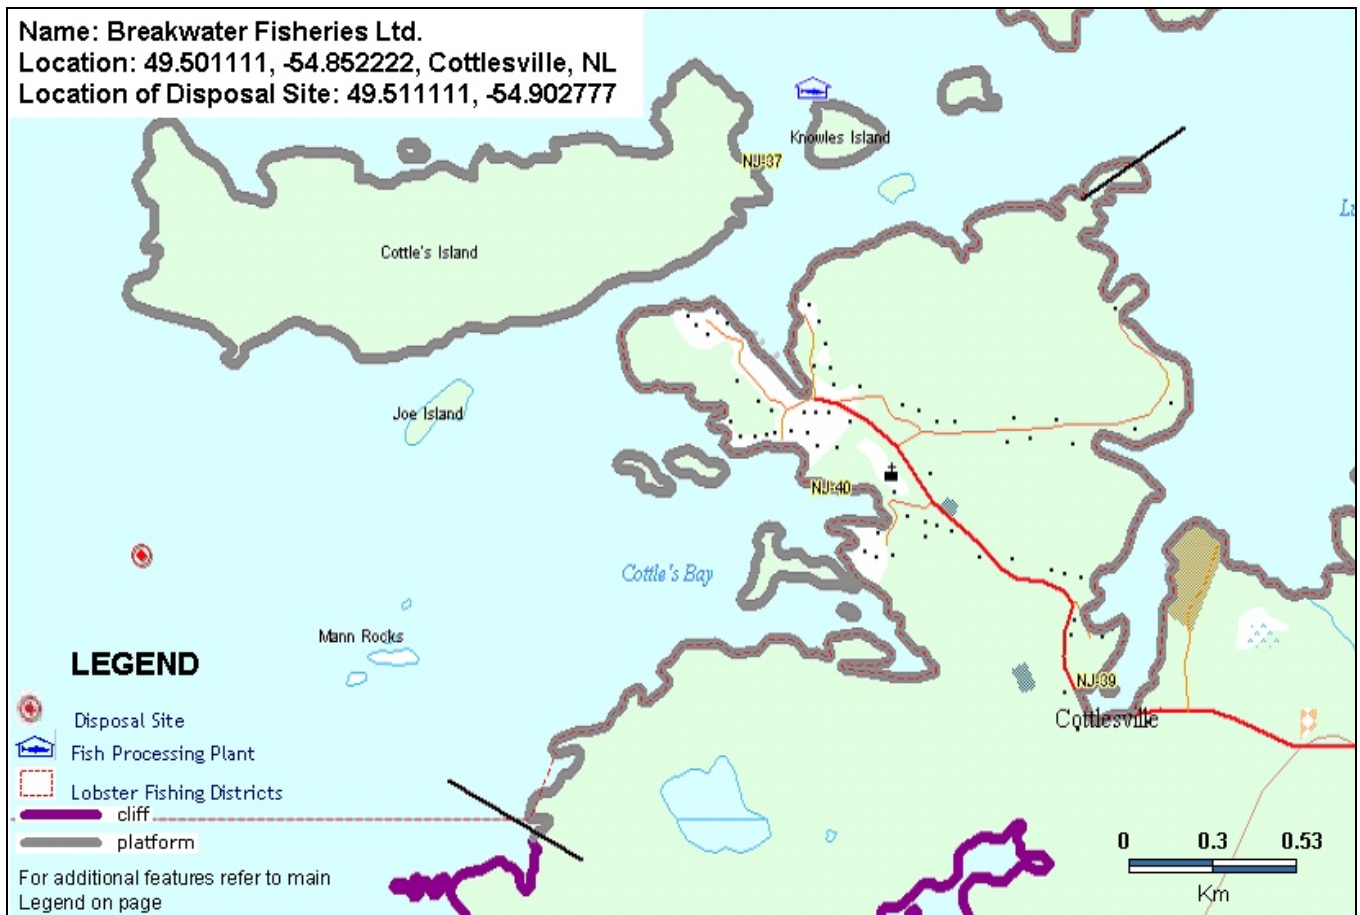 Name: Breakwater Fisheries Ltd.
Location: 49.501111, -54.852222, Cottlesville, NL
Location of Disposal Site: 49.511111, -54.902777
Knowles Island
NJ-37
Cottle's Island
Joe Island
NJ-40
Cottle's Bay
Mann Rocks
NJ-39
Cottlesville
LEGEND
Disposal Site
Fish Processing Plant
Lobster Fishing Districts
cliff
platform
For additional features refer to main
Legend on page
0 0.3 0.53
Km